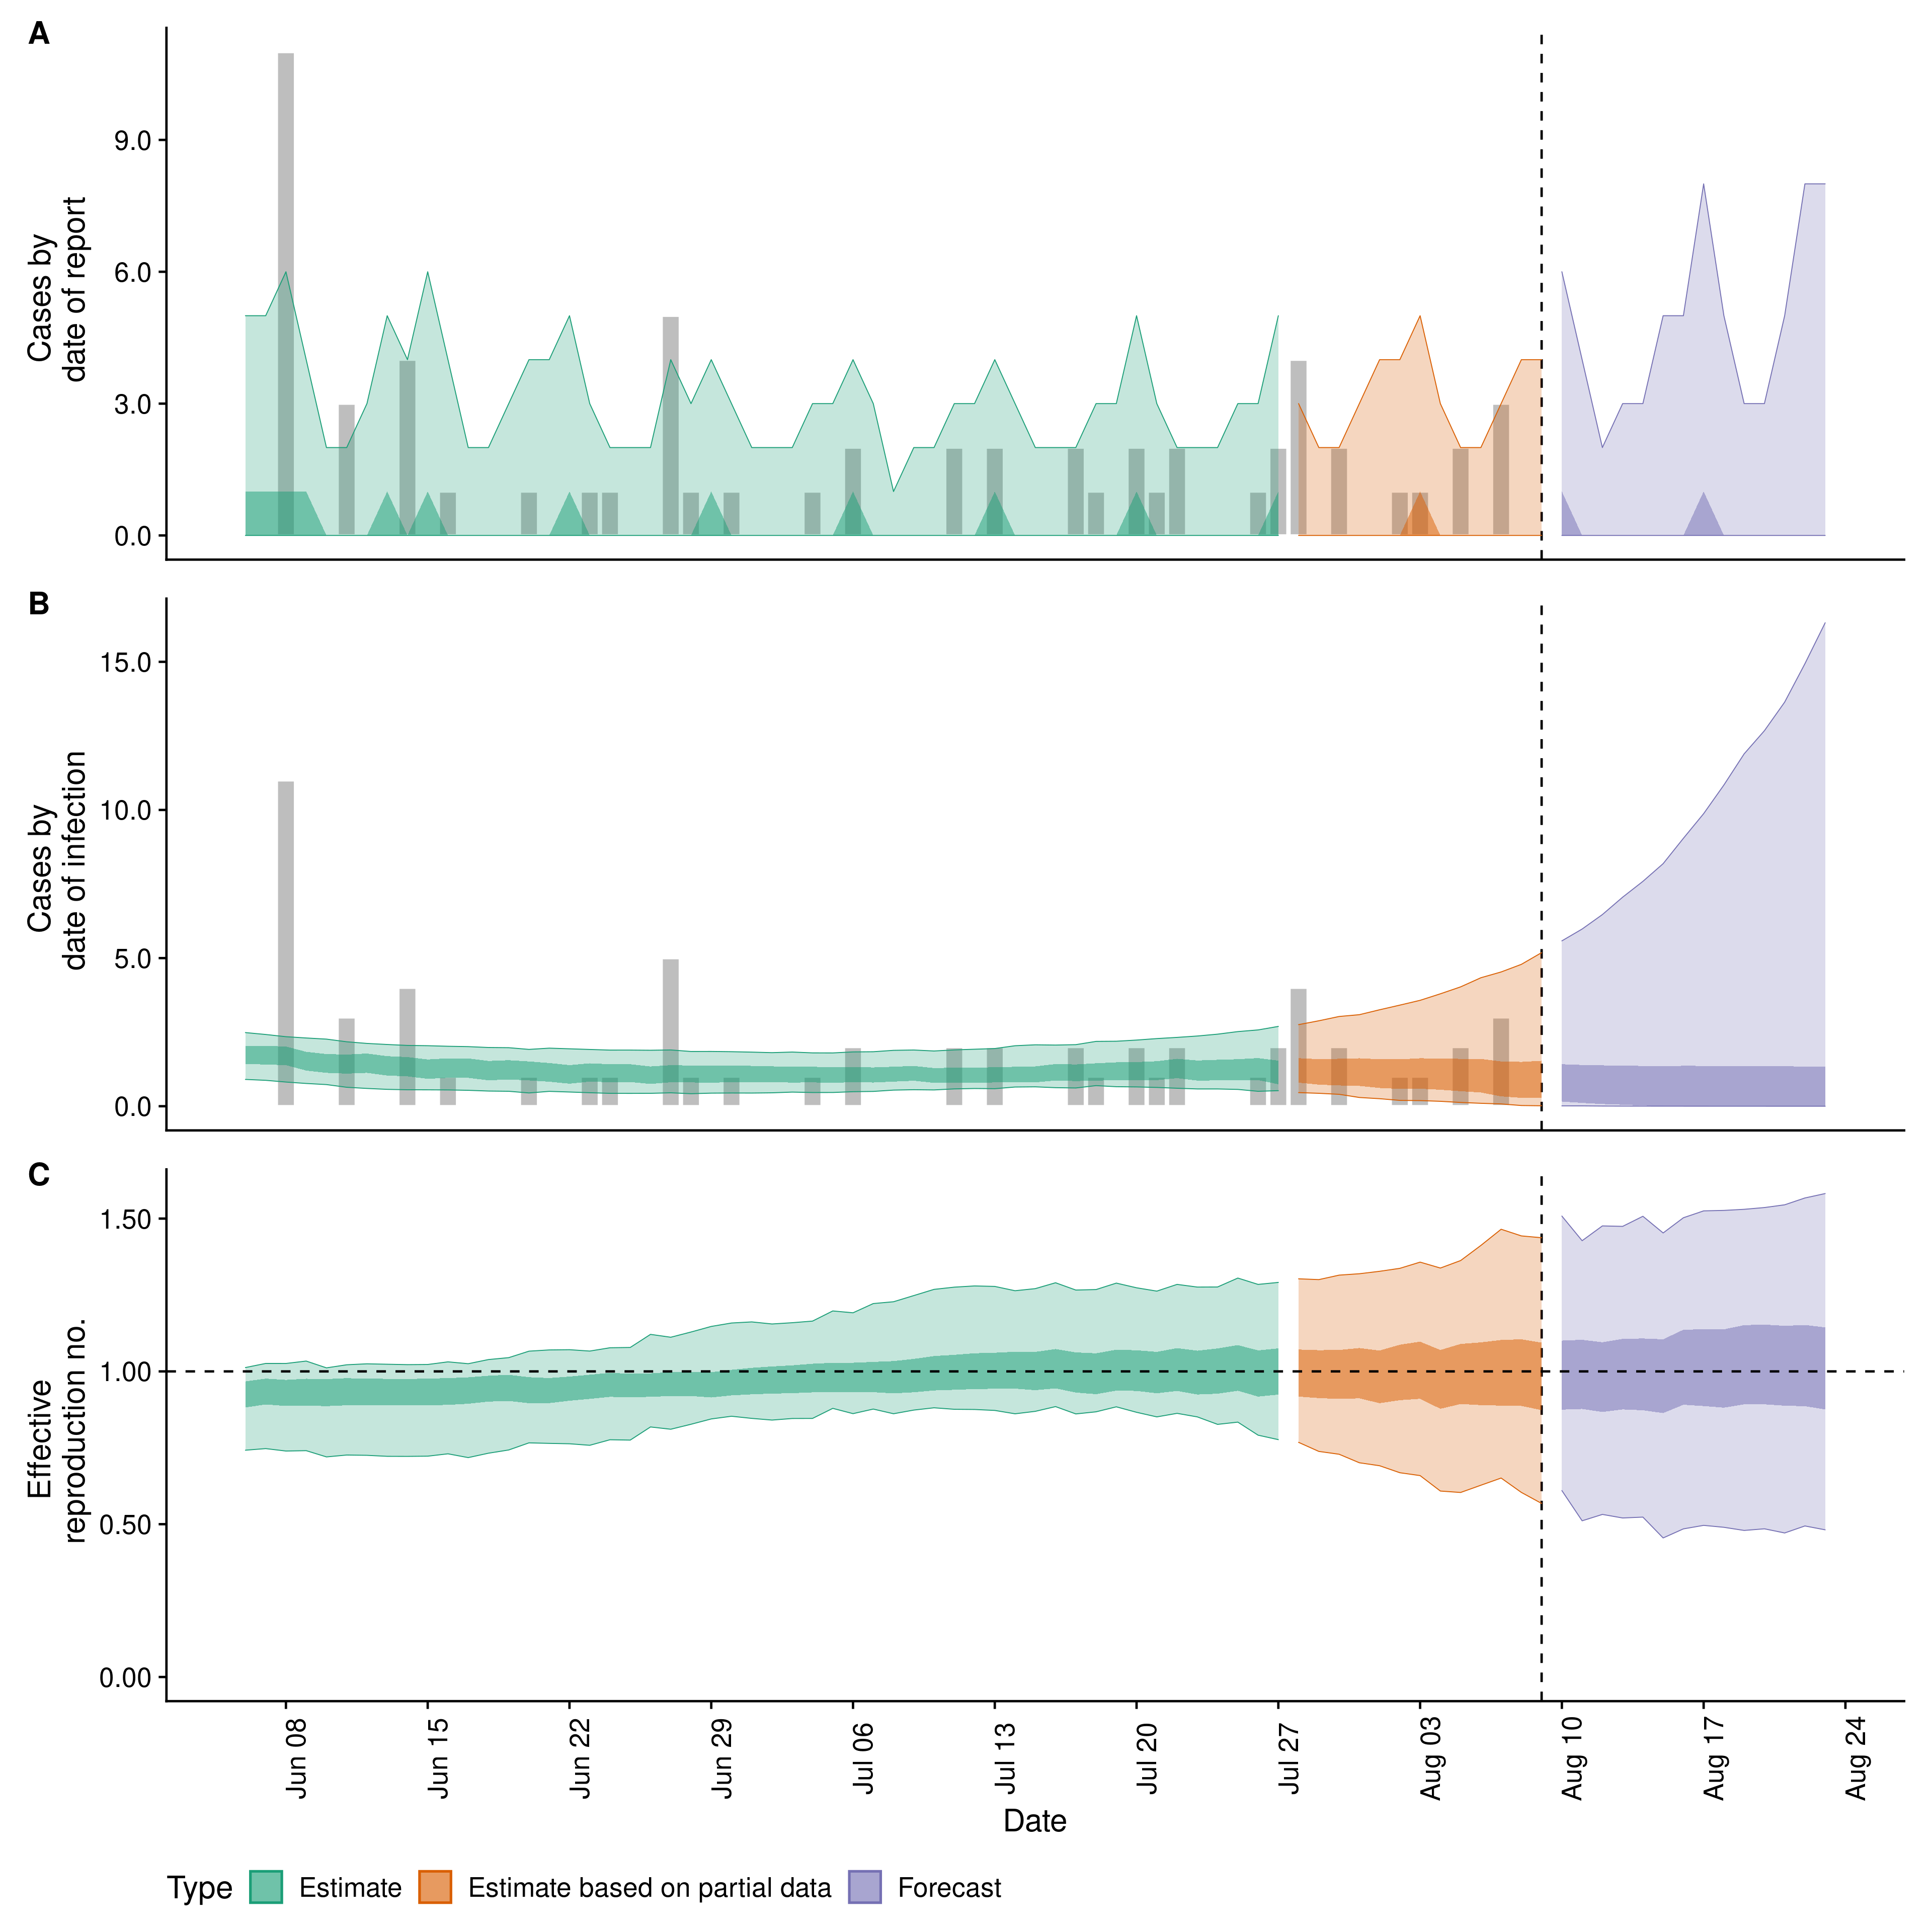 A
Cases by
date of report
9.0
6.0
3.0
0.0
B
Cases by
date of infection
15.0
10.0
5.0
0.0
C
Effective
reproduction no.
1.50
1.00
0.50
0.00
Jun 08
Jun 15
Jun 22
Jun 29
Jul 06
Jul 13
Jul 20
Jul 27
Aug 03
Aug 10
Aug 17
Aug 24
Date
Type Estimate Estimate based on partial data Forecast